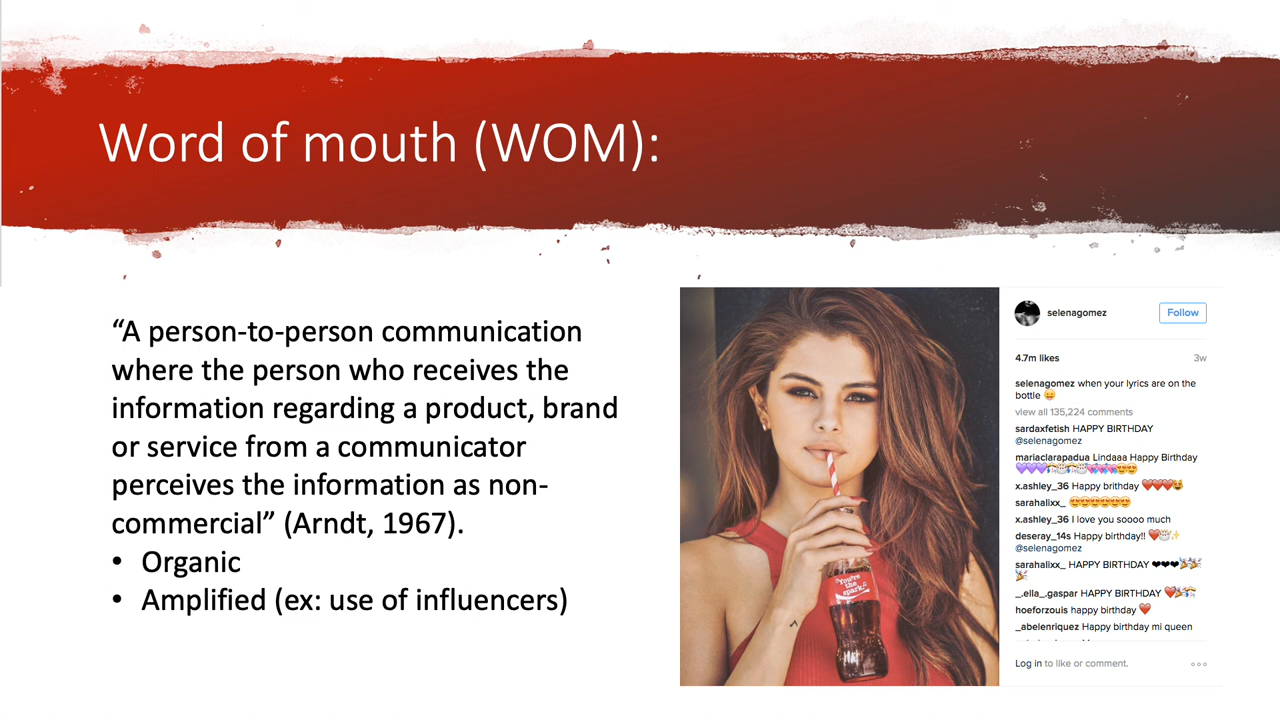 Word of mouth (WOM):
“A person-to-person communication
where the person who receives the
information regarding a product, brand
or service from a communicator
perceives the information as non-
commercial” (Arndt, 1967).
• Organic
• Amplified (ex: use of influencers)
"You're
the
spark."
selenagomez
Follow
4.7m likes 3w
selenagomez when your lyrics are on the
bottle 😛
view all 135,224 comments
sardaxfetish HAPPY BIRTHDAY
@selenagomez
mariaclarapadua Lindaaa Happy Birthday
x.ashley_36 Happy brithday
sarahalixx_
x.ashley_36 I love you soooo much
deseray_14s Happy birthday!!
@selenagomez
sarahalixx_ HAPPY BIRTHDAY
_.ella_.gaspar HAPPY BIRTHDAY
hoeforzouis happy birthday
_abelenriquez Happy birthday mi queen
Log in to like or comment.